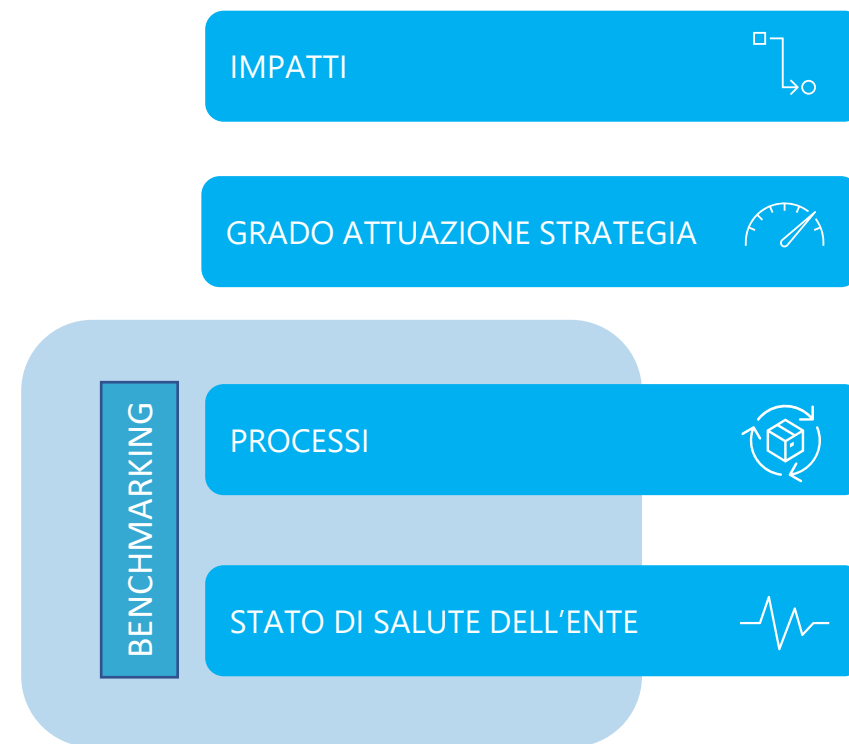 IMPATTI
GRADO ATTUAZIONE STRATEGIA
BENCHMARKING
PROCESSI
STATO DI SALUTE DELL’ENTE